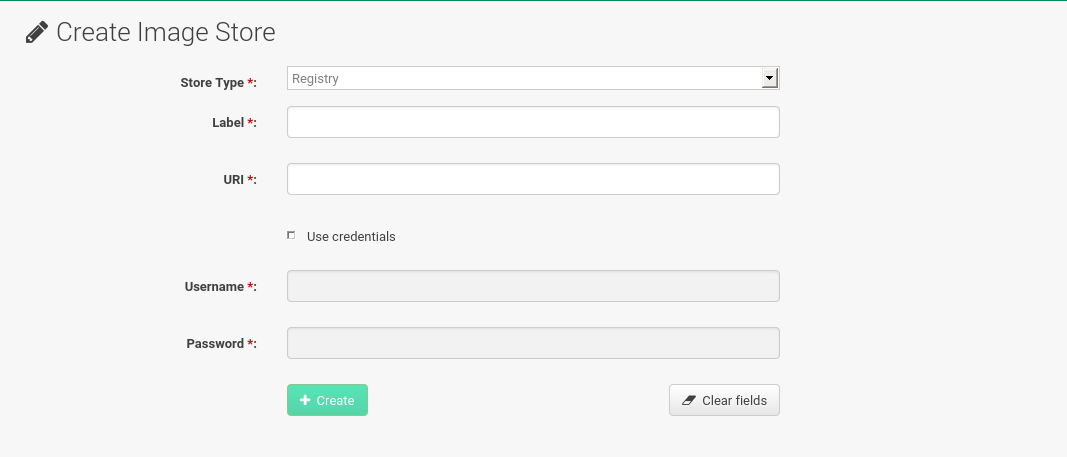 Create Image Store
Store Type *: Registry
Label *:
URI *:
Use credentials
Username *:
Password *:
Create Clear fields